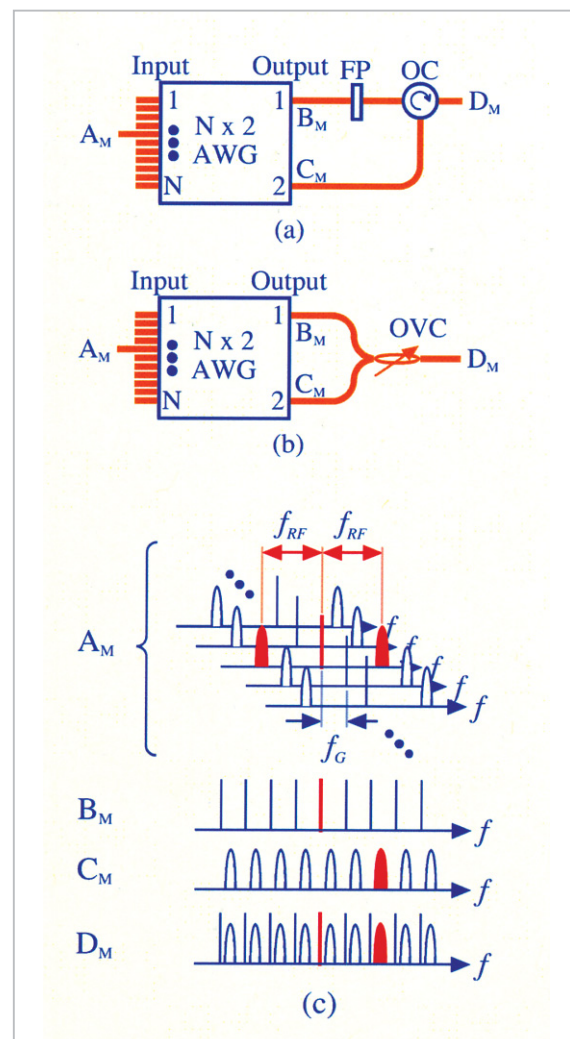 Input Output FP OC
1 1
A_M N x 2 B_M D_M
AWG
C_M
N 2
(a)
Input Output
1 1
OVC
A_M N x 2 B_M D_M
AWG
C_M
N 2
(b)
f_RF f_RF
f
f
A_M f
f
f
f_G
B_M f
C_M f
D_M f
(c)